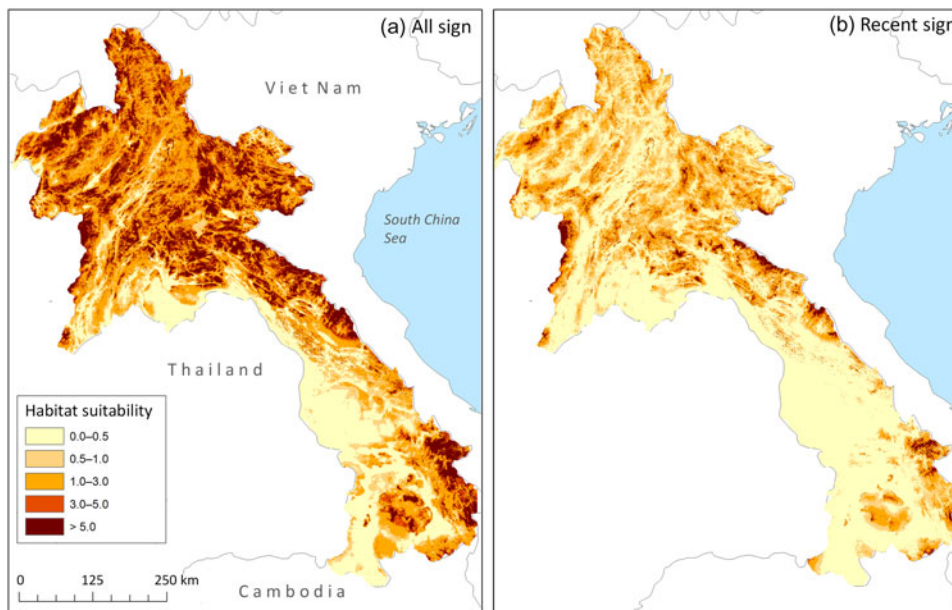 (a) All sign
(b) Recent sign
Viet Nam
South China
Sea
Thailand
Habitat suitability
0.0–0.5
0.5–1.0
1.0–3.0
3.0–5.0
> 5.0
0 125 250 km
Cambodia